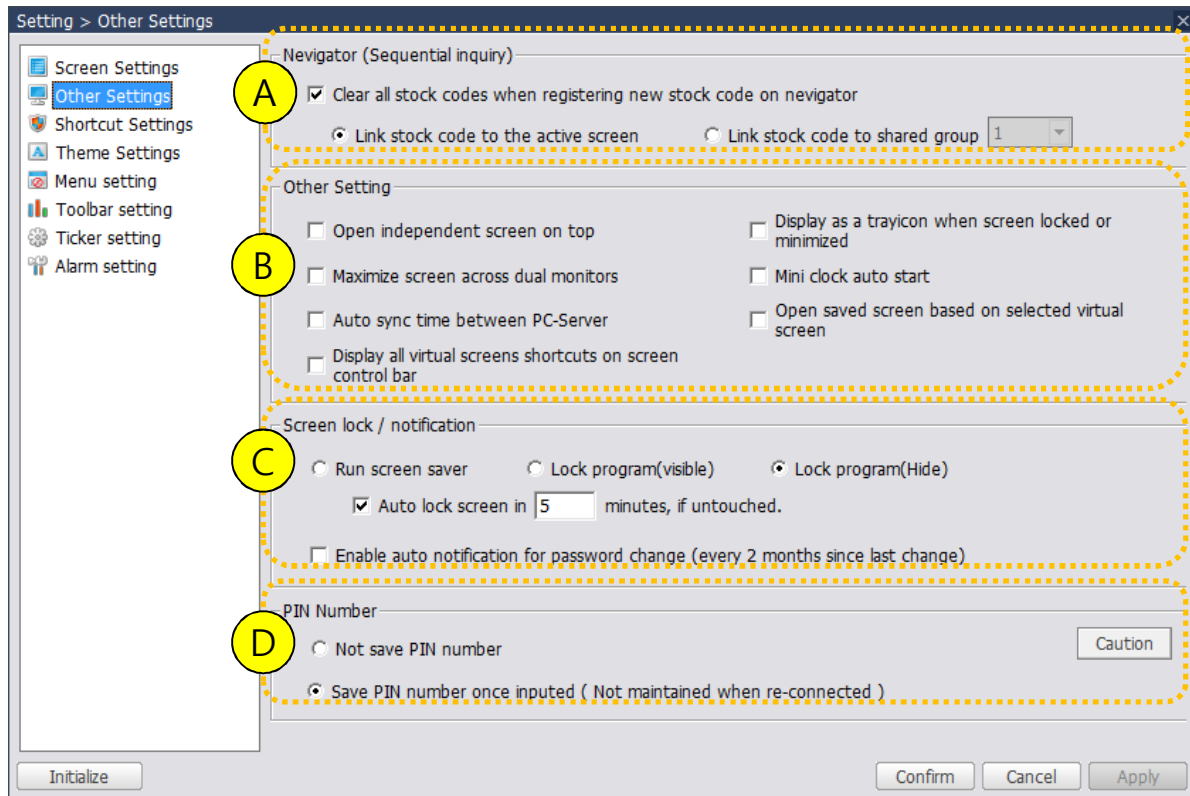 Setting > Other Settings
Screen Settings
Other Settings
Shortcut Settings
Theme Settings
Menu setting
Toolbar setting
Ticker setting
Alarm setting
A
Nevigator (Sequential inquiry)
Clear all stock codes when registering new stock code on nevigator
Link stock code to the active screen
Link stock code to shared group 1
B
Other Setting
Open independent screen on top
Display as a trayicon when screen locked or
minimized
Maximize screen across dual monitors
Mini clock auto start
Auto sync time between PC-Server
Open saved screen based on selected virtual
screen
Display all virtual screens shortcuts on screen
control bar
C
Screen lock / notification
Run screen saver
Lock program(visible)
Lock program(Hide)
Auto lock screen in 5 minutes, if untouched.
Enable auto notification for password change (every 2 months since last change)
D
PIN Number
Not save PIN number
Caution
Save PIN number once inputed ( Not maintained when re-connected )
Initialize
Confirm
Cancel
Apply